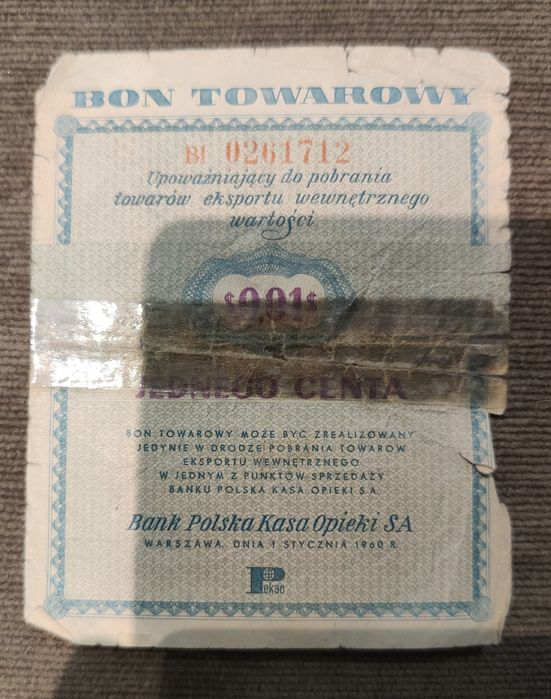 BON TOWAROWY
BI 0261712
Upoważniający do pobrania
towarów eksportu wewnętrznego
wartości
$ 0,01 $
JEDNEGO CENTA
BON TOWAROWY MOŻE BYĆ ZREALIZOWANY
JEDYNIE W DRODZE POBRANIA TOWARÓW
EKSPORTU WEWNĘTRZNEGO
W JEDNYM Z PUNKTÓW SPRZEDAŻY
BANKU POLSKA KASA OPIEKI S.A.
Bank Polska Kasa Opieki SA
WARSZAWA, DNIA 1 STYCZNIA 1960 R.
Pekao